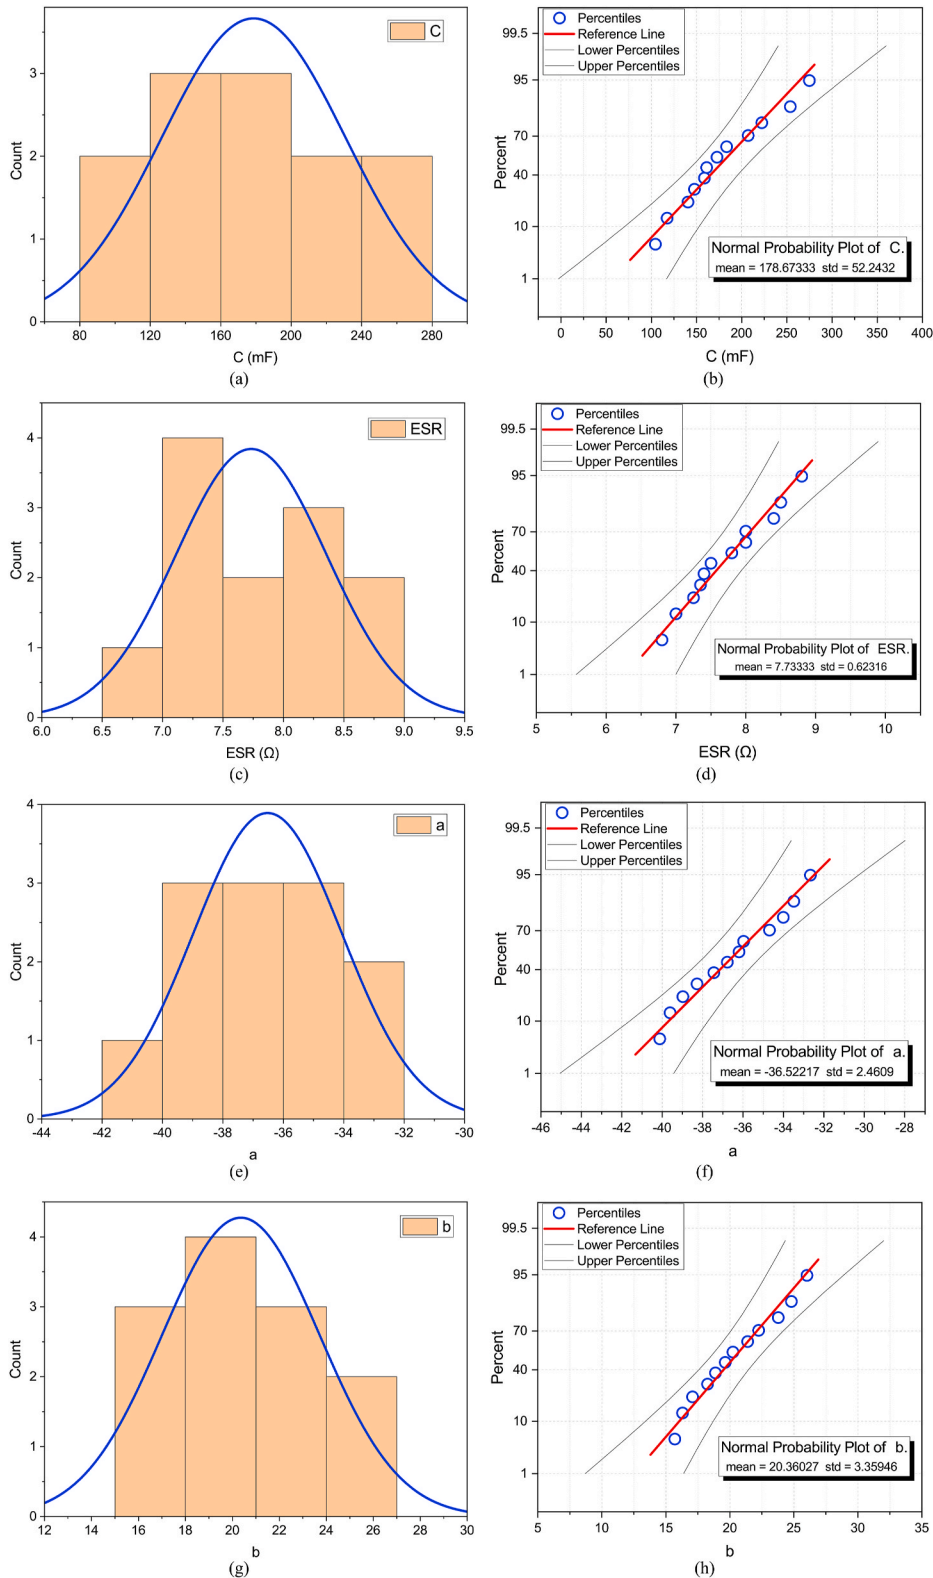 C
Count
3
2
1
0
80
120
160
200
240
280
C (mF)
(a)
Percentiles
Reference Line
Lower Percentiles
Upper Percentiles
Percent
99.5
95
70
40
10
1
Normal Probability Plot of C.
mean = 178.67333 std = 52.2432
0
50
100
150
200
250
300
350
400
C (mF)
(b)
ESR
Count
4
3
2
1
0
6.0
6.5
7.0
7.5
8.0
8.5
9.0
9.5
ESR (Ω)
(c)
Percentiles
Reference Line
Lower Percentiles
Upper Percentiles
Percent
99.5
95
70
40
10
1
Normal Probability Plot of ESR.
mean = 7.73333 std = 0.62316
5
6
7
8
9
10
ESR (Ω)
(d)
a
Count
4
3
2
1
0
-44
-42
-40
-38
-36
-34
-32
-30
a
(e)
Percentiles
Reference Line
Lower Percentiles
Upper Percentiles
Percent
99.5
95
70
40
10
1
Normal Probability Plot of a.
mean = -36.52217 std = 2.4609
-46
-44
-42
-40
-38
-36
-34
-32
-30
-28
a
(f)
b
Count
4
3
2
1
0
12
14
16
18
20
22
24
26
28
30
b
(g)
Percentiles
Reference Line
Lower Percentiles
Upper Percentiles
Percent
99.5
95
70
40
10
1
Normal Probability Plot of b.
mean = 20.36027 std = 3.35946
5
10
15
20
25
30
35
b
(h)